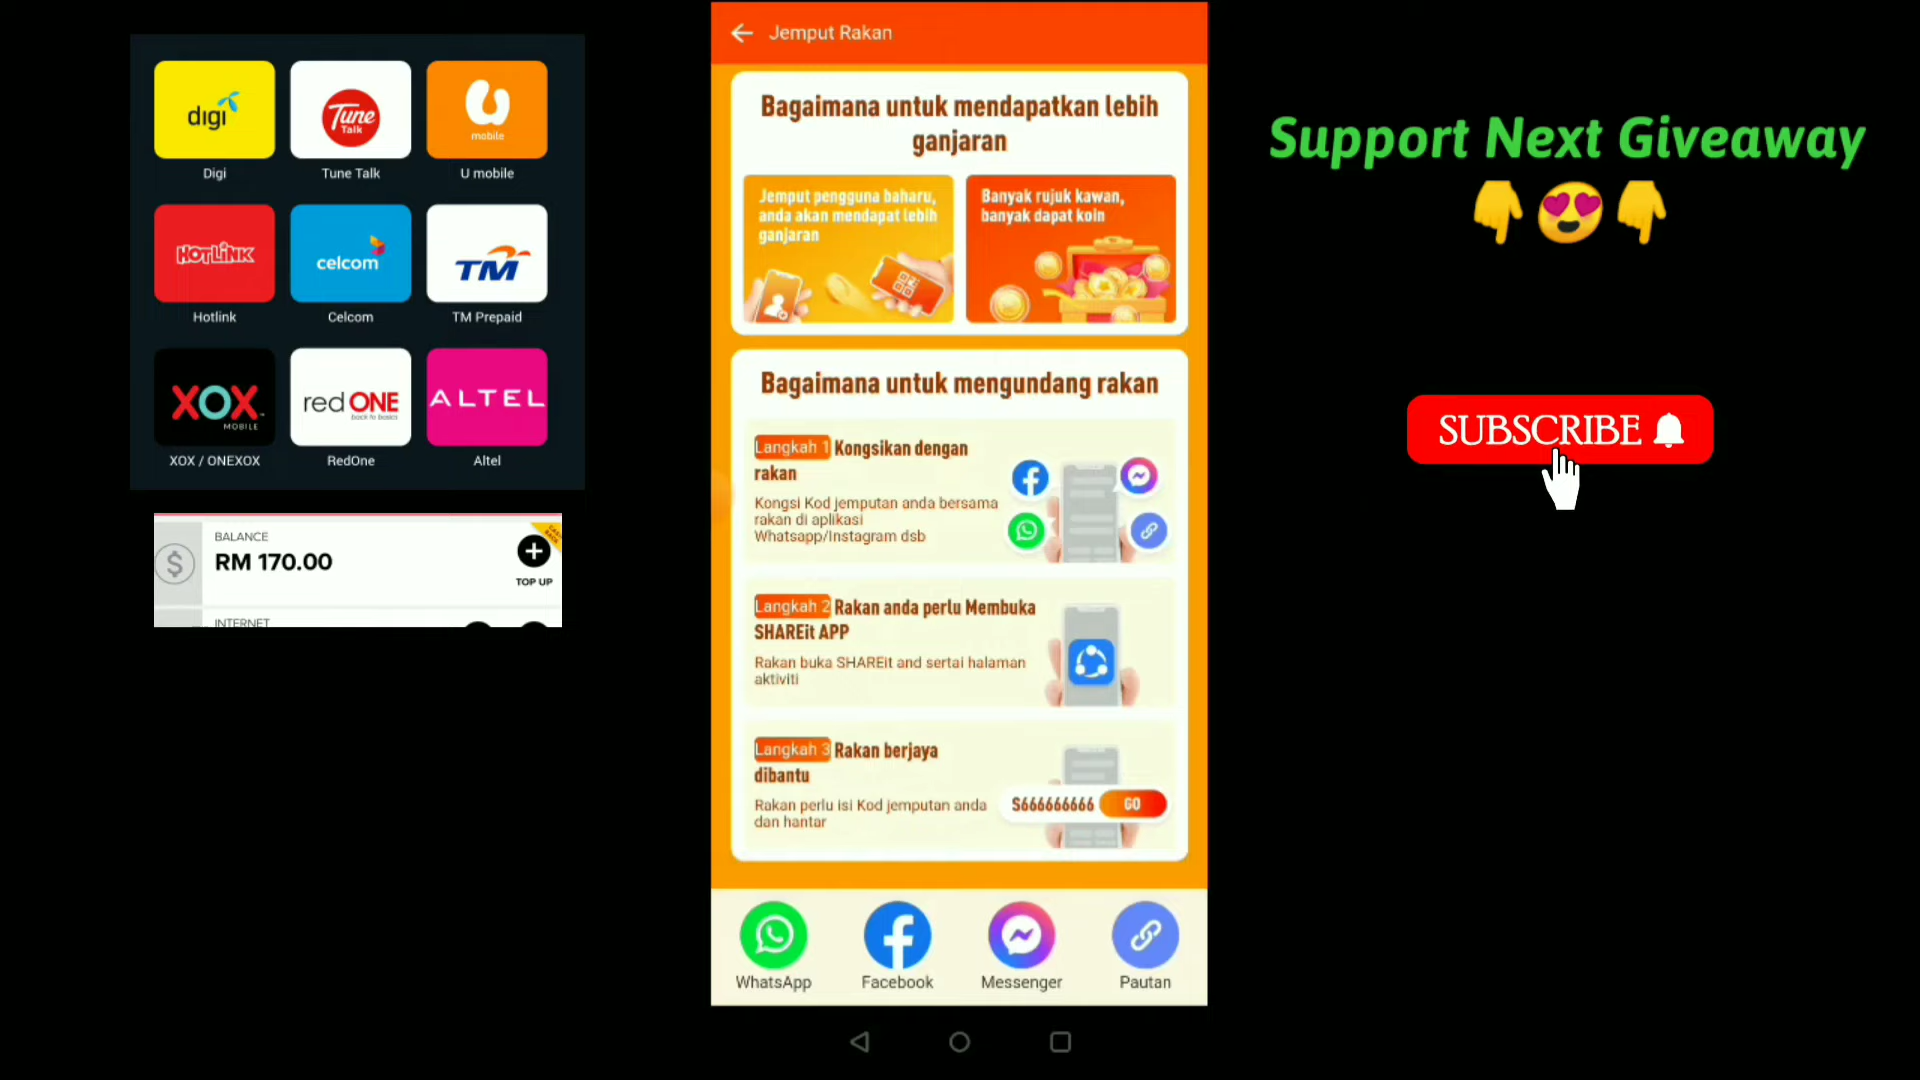 digi
Tune
Talk
mobile
Digi
Tune Talk
U mobile
HOTLINK
celcom
TM
Hotlink
Celcom
TM Prepaid
XOX
MOBILE
red ONE
back to basics
ALTEL
XOX / ONEXOX
RedOne
Altel
BALANCE
RM 170.00
TOP UP
INTERNET
Jemput Rakan
Bagaimana untuk mendapatkan lebih
ganjaran
Jemput pengguna baharu,
anda akan mendapat lebih
ganjaran
Banyak rujuk kawan,
banyak dapat koin
Bagaimana untuk mengundang rakan
Langkah 1 Kongsikan dengan
rakan
Kongsi Kod jemputan anda bersama
rakan di aplikasi
Whatsapp/Instagram dsb
Langkah 2 Rakan anda perlu Membuka
SHAREit APP
Rakan buka SHAREit and sertai halaman
aktiviti
Langkah 3 Rakan berjaya
dibantu
Rakan perlu isi Kod jemputan anda
dan hantar
S666666666 GO
WhatsApp
Facebook
Messenger
Pautan
Support Next Giveaway
SUBSCRIBE